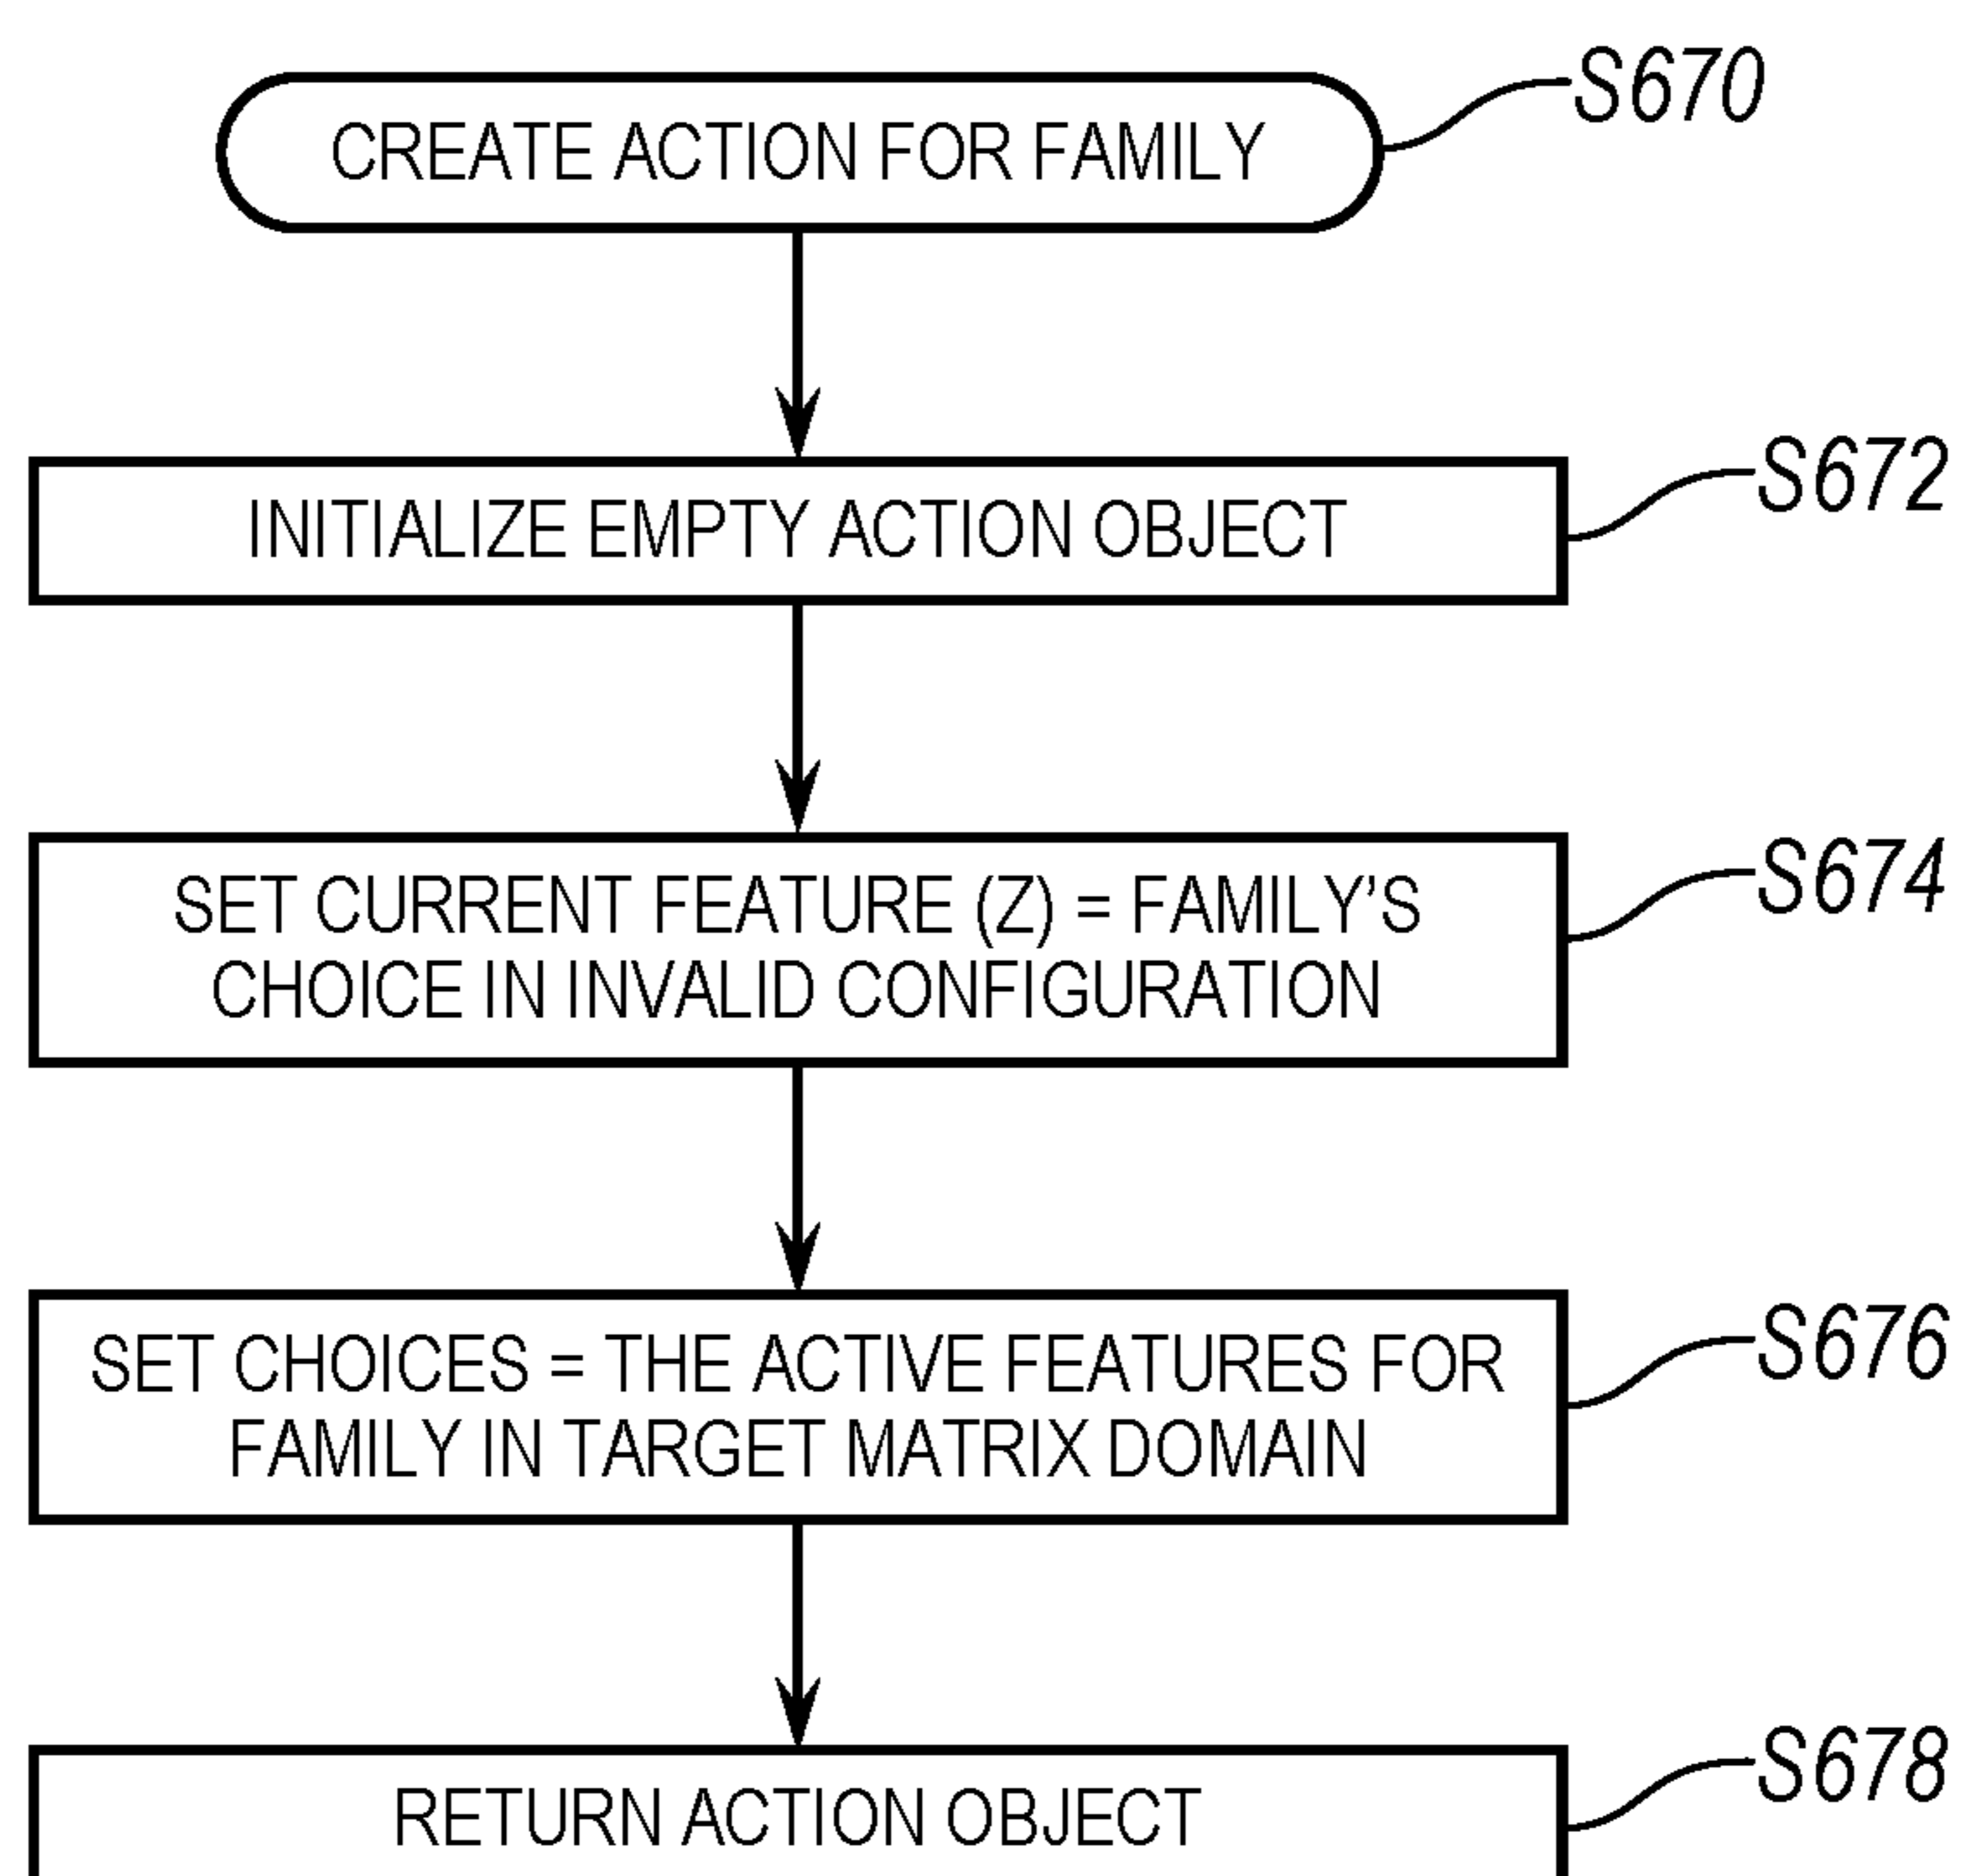 CREATE ACTION FOR FAMILY
S670
INITIALIZE EMPTY ACTION OBJECT
S672
SET CURRENT FEATURE (Z) = FAMILY’S
CHOICE IN INVALID CONFIGURATION
S674
SET CHOICES = THE ACTIVE FEATURES FOR
FAMILY IN TARGET MATRIX DOMAIN
S676
RETURN ACTION OBJECT
S678